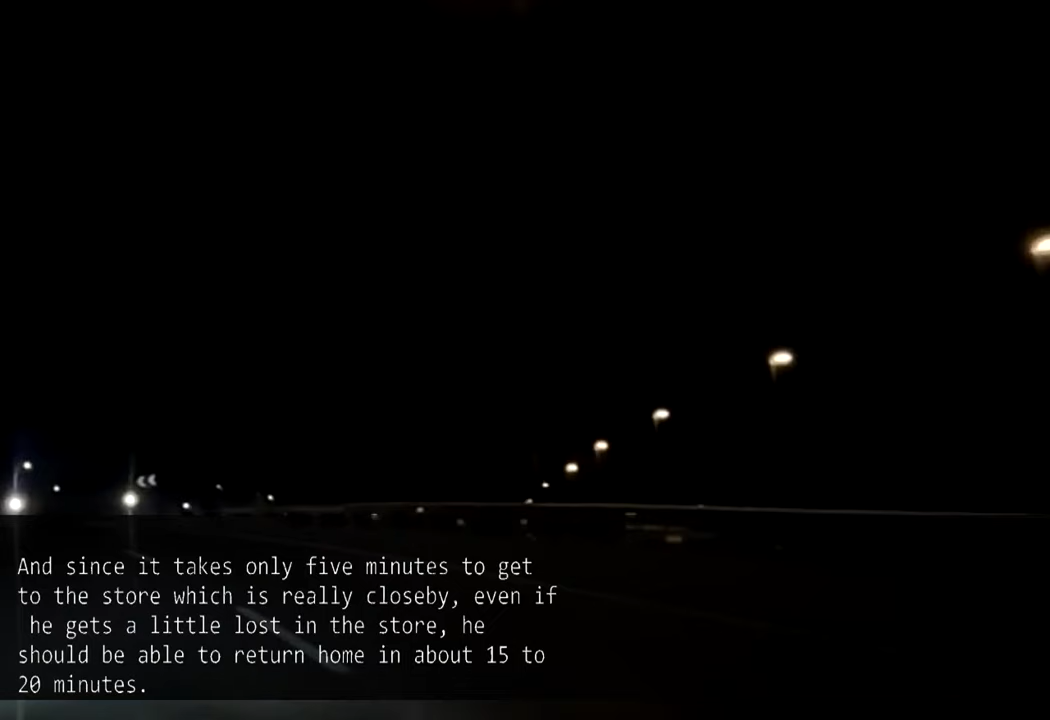 And since it takes only five minutes to get
to the store which is really closeby, even if
he gets a little lost in the store, he
should be able to return home in about 15 to
20 minutes.